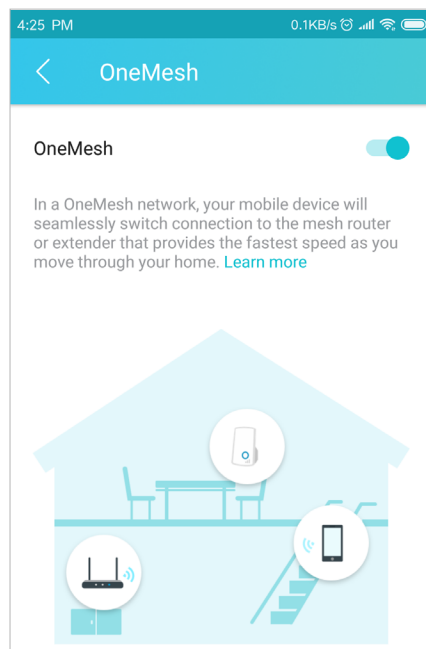 4:25 PM 0.1KB/s
OneMesh
OneMesh
In a OneMesh network, your mobile device will
seamlessly switch connection to the mesh router
or extender that provides the fastest speed as you
move through your home. Learn more